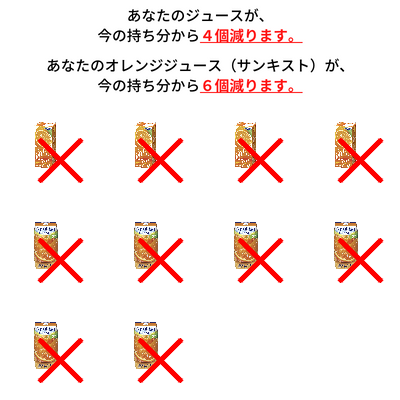 あなたのジュースが、
今の持ち分から４個減ります。
あなたのオレンジジュース（サンキスト）が、
今の持ち分から６個減ります。